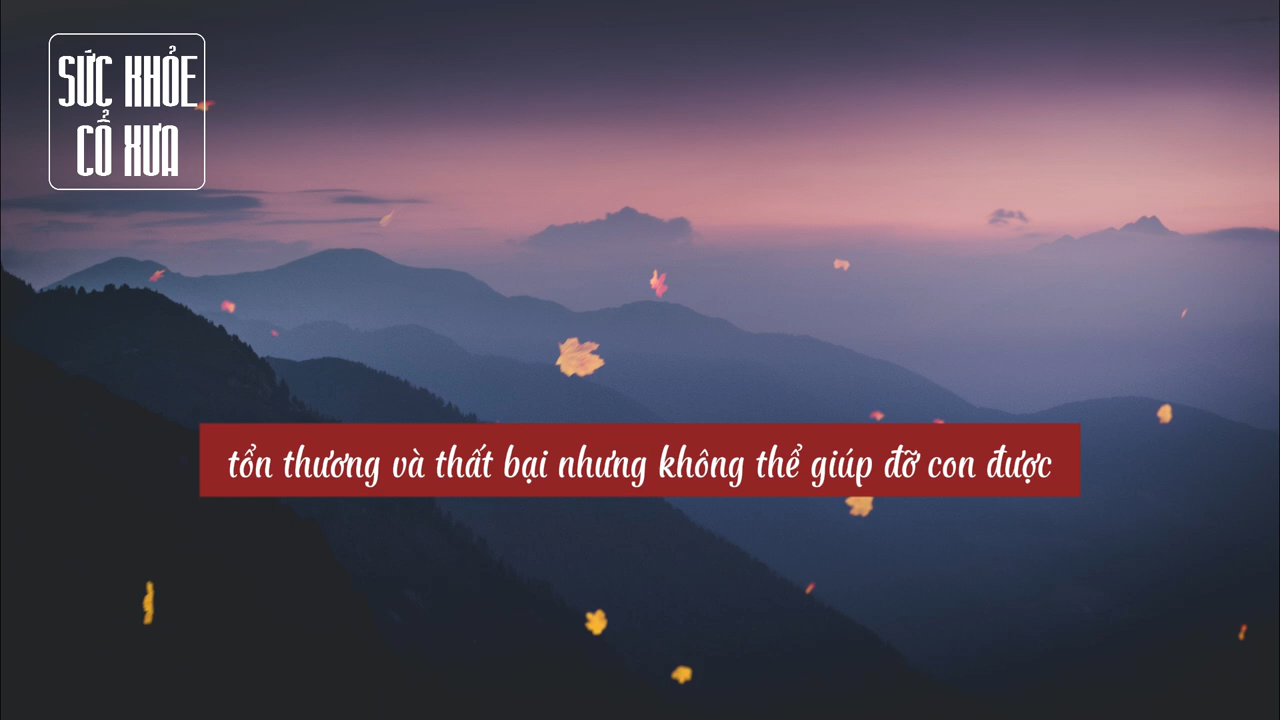 SỨC KHỎE
CỔ XƯA
tổn thương và thất bại nhưng không thể giúp đỡ con được